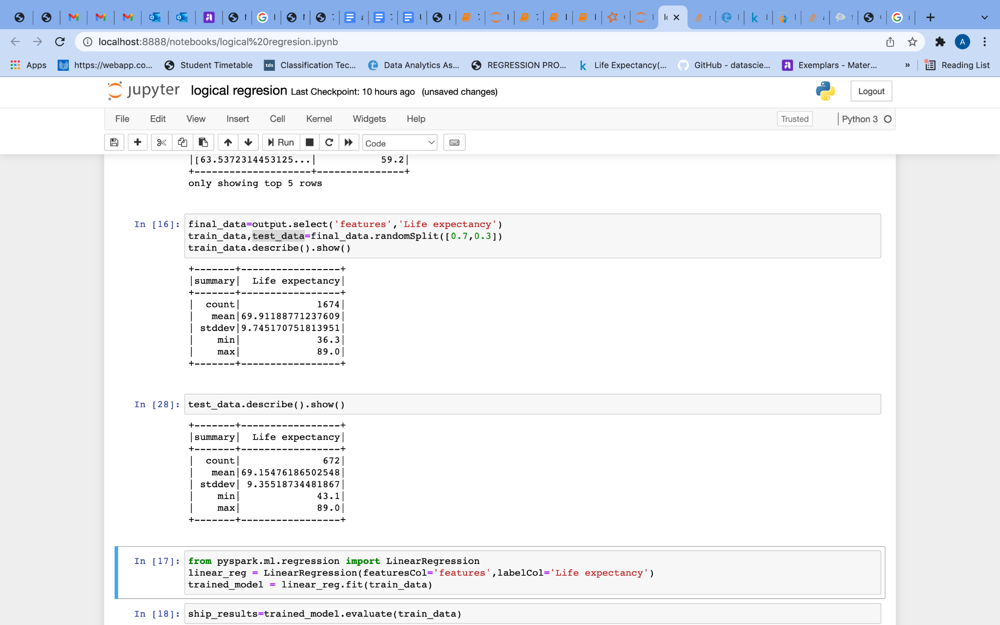 A
localhost:8888/notebooks/logical%20regresion.ipynb
Apps https://webapp.co... Student Timetable tds Classification Tec... Data Analytics As... REGRESSION PRO... k Life Expectancy(... GitHub - datascie... Exemplars - Mater... » Reading List
jupyter logical regresion Last Checkpoint: 10 hours ago (unsaved changes) Logout
File Edit View Insert Cell Kernel Widgets Help Trusted Python 3
Run Code
|[63.5372314453125...| 59.2|
+--------------------+---------------+
only showing top 5 rows
In [16]: final_data=output.select('features','Life expectancy')
train_data,test_data=final_data.randomSplit([0.7,0.3])
train_data.describe().show()
+-------+-----------------+
|summary| Life expectancy|
+-------+-----------------+
| count| 1674|
| mean|69.91188771237609|
| stddev|9.745170751813951|
| min| 36.3|
| max| 89.0|
+-------+-----------------+
In [28]: test_data.describe().show()
+-------+-----------------+
|summary| Life expectancy|
+-------+-----------------+
| count| 672|
| mean|69.15476186502548|
| stddev| 9.35518734481867|
| min| 43.1|
| max| 89.0|
+-------+-----------------+
In [17]: from pyspark.ml.regression import LinearRegression
linear_reg = LinearRegression(featuresCol='features',labelCol='Life expectancy')
trained_model = linear_reg.fit(train_data)
In [18]: ship_results=trained_model.evaluate(train_data)